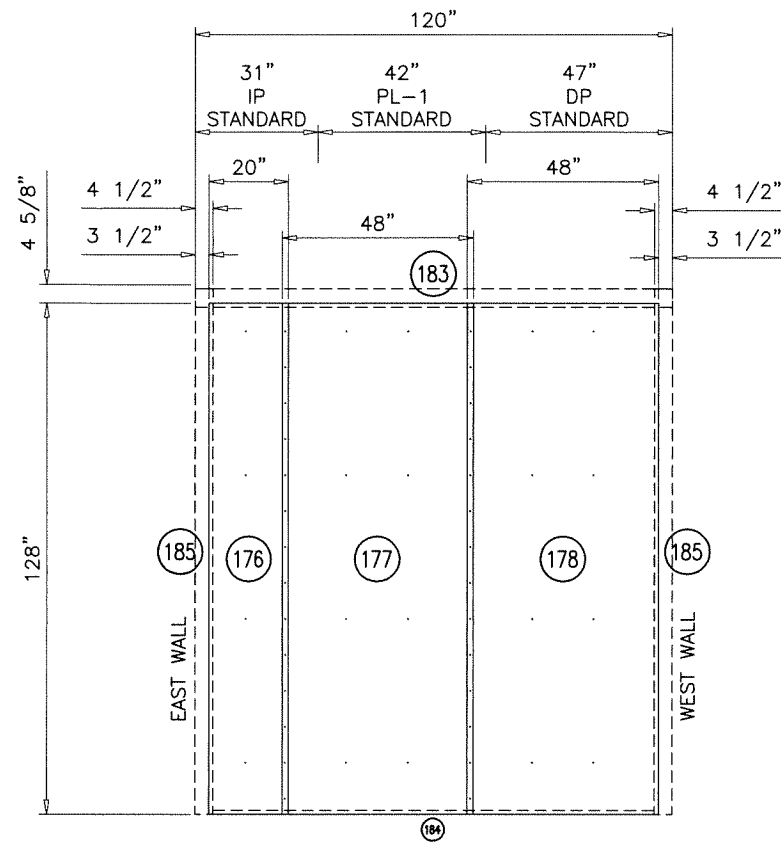 120”
31”
IP
STANDARD
42”
PL-1
STANDARD
47”
DP
STANDARD
20”
48”
4 1/2”
4 1/2”
4 5/8”
3 1/2”
48”
3 1/2”
183
128”
185
176
177
178
185
EAST WALL
WEST WALL
184